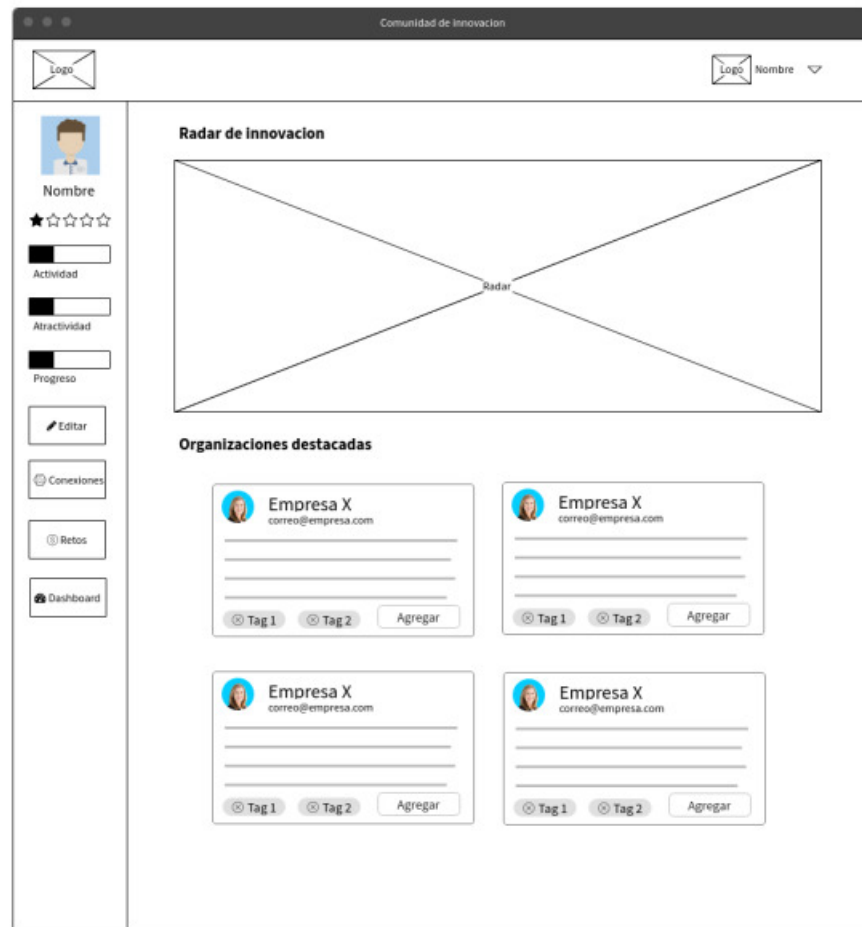 Comunidad de innovacion
Logo
Logo Nombre
Nombre
Actividad
Atractividad
Progreso
Editar
Conexiones
Retos
Dashboard
Radar de innovacion
Radar
Organizaciones destacadas
Empresa X
correo@empresa.com
Tag 1 Tag 2 Agregar
Empresa X
correo@empresa.com
Tag 1 Tag 2 Agregar
Empresa X
correo@empresa.com
Tag 1 Tag 2 Agregar
Empresa X
correo@empresa.com
Tag 1 Tag 2 Agregar